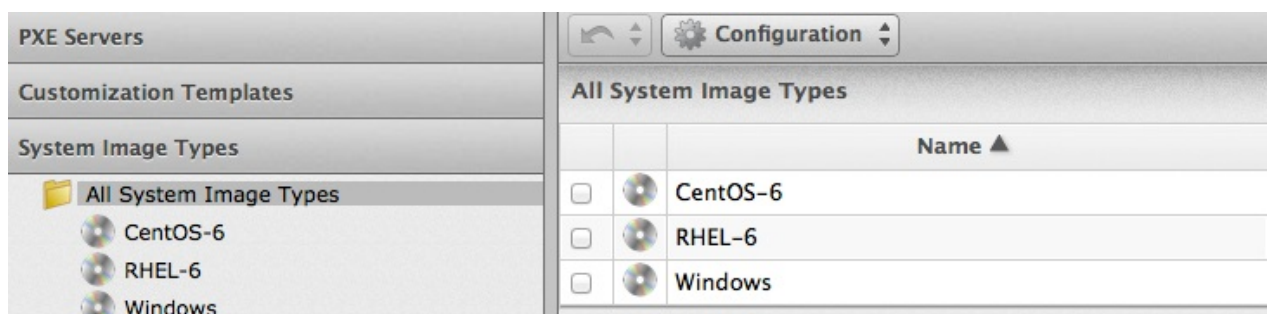 PXE Servers
Customization Templates
System Image Types
All System Image Types
CentOS-6
RHEL-6
Windows
Configuration
All System Image Types
Name
CentOS-6
RHEL-6
Windows